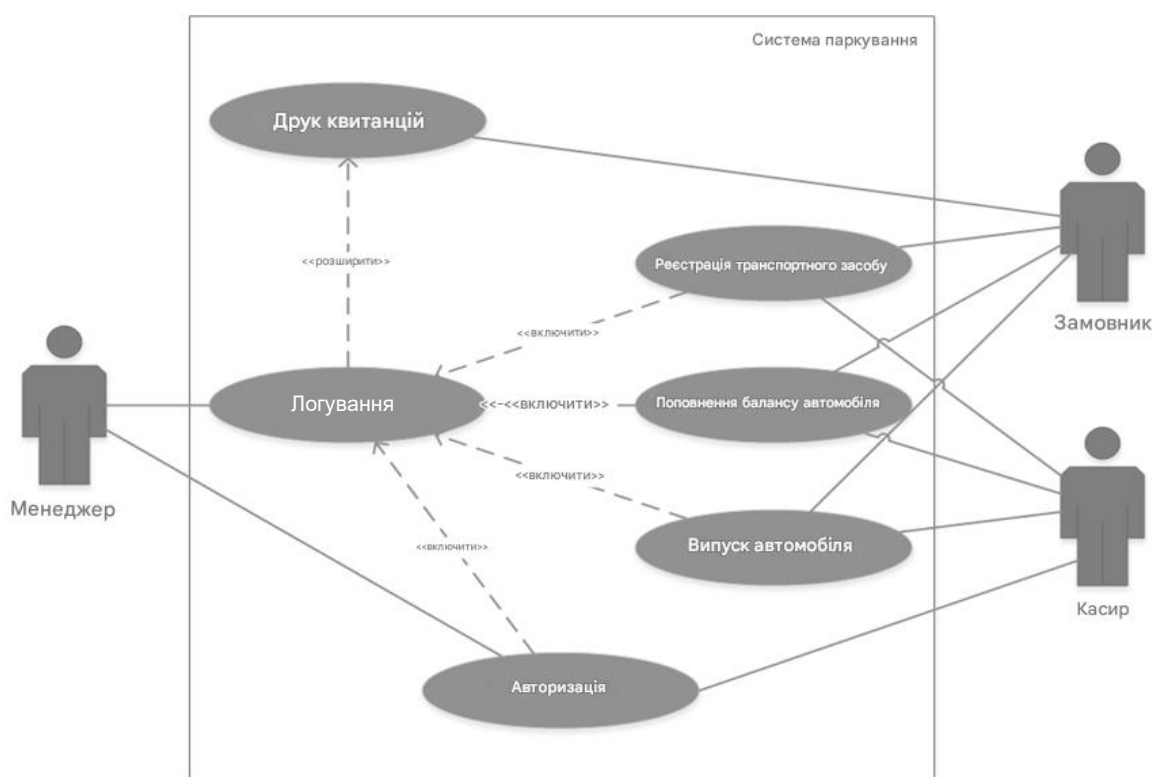 Система паркування
Друк квитанцій
<<розширити>>
Реєстрація транспортного засобу
Замовник
<<включити>>
Логування
<<включити>>
Поповнення балансу автомобіля
Менеджер
<<включити>>
Випуск автомобіля
<<включити>>
Касир
Авторизація